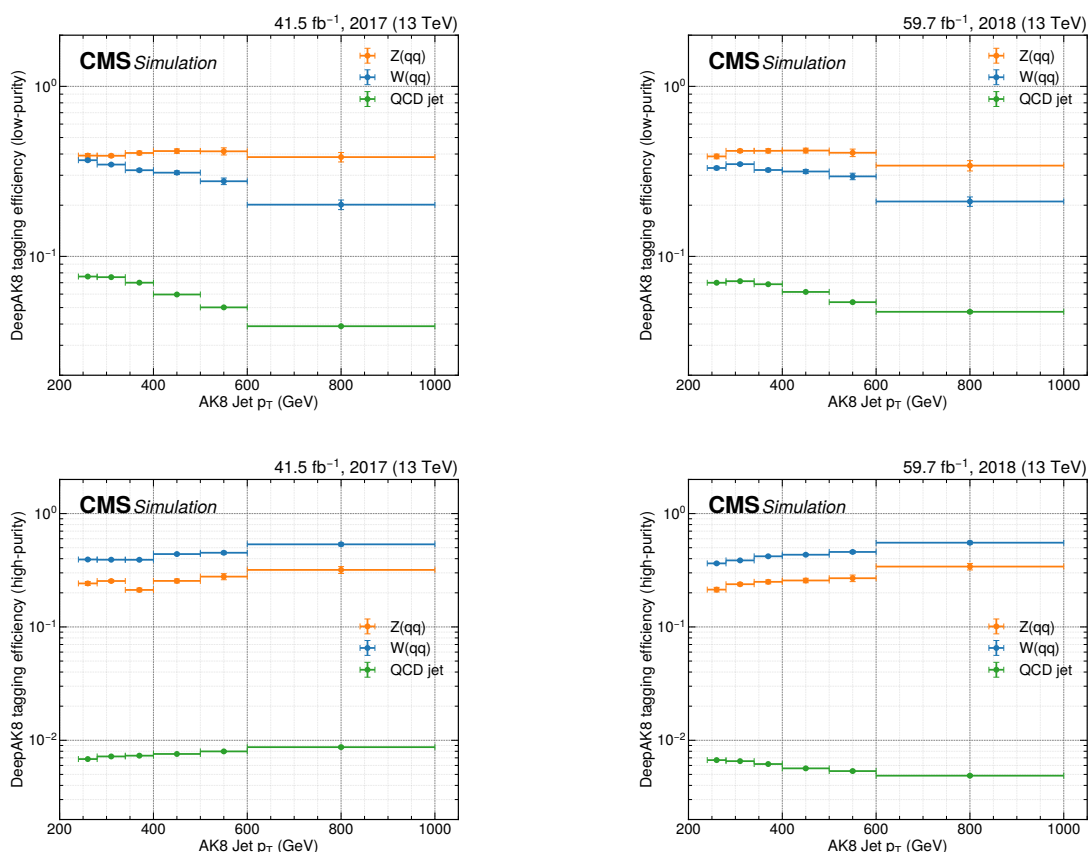 41.5 fb⁻¹, 2017 (13 TeV)
CMS Simulation
Z(qq)
W(qq)
QCD jet
DeepAK8 tagging efficiency (low-purity)
10⁰
10⁻¹
200 400 600 800 1000
AK8 Jet p_T (GeV)
59.7 fb⁻¹, 2018 (13 TeV)
CMS Simulation
Z(qq)
W(qq)
QCD jet
DeepAK8 tagging efficiency (low-purity)
10⁰
10⁻¹
200 400 600 800 1000
AK8 Jet p_T (GeV)
41.5 fb⁻¹, 2017 (13 TeV)
CMS Simulation
Z(qq)
W(qq)
QCD jet
DeepAK8 tagging efficiency (high-purity)
10⁰
10⁻¹
10⁻²
200 400 600 800 1000
AK8 Jet p_T (GeV)
59.7 fb⁻¹, 2018 (13 TeV)
CMS Simulation
Z(qq)
W(qq)
QCD jet
DeepAK8 tagging efficiency (high-purity)
10⁰
10⁻¹
10⁻²
200 400 600 800 1000
AK8 Jet p_T (GeV)